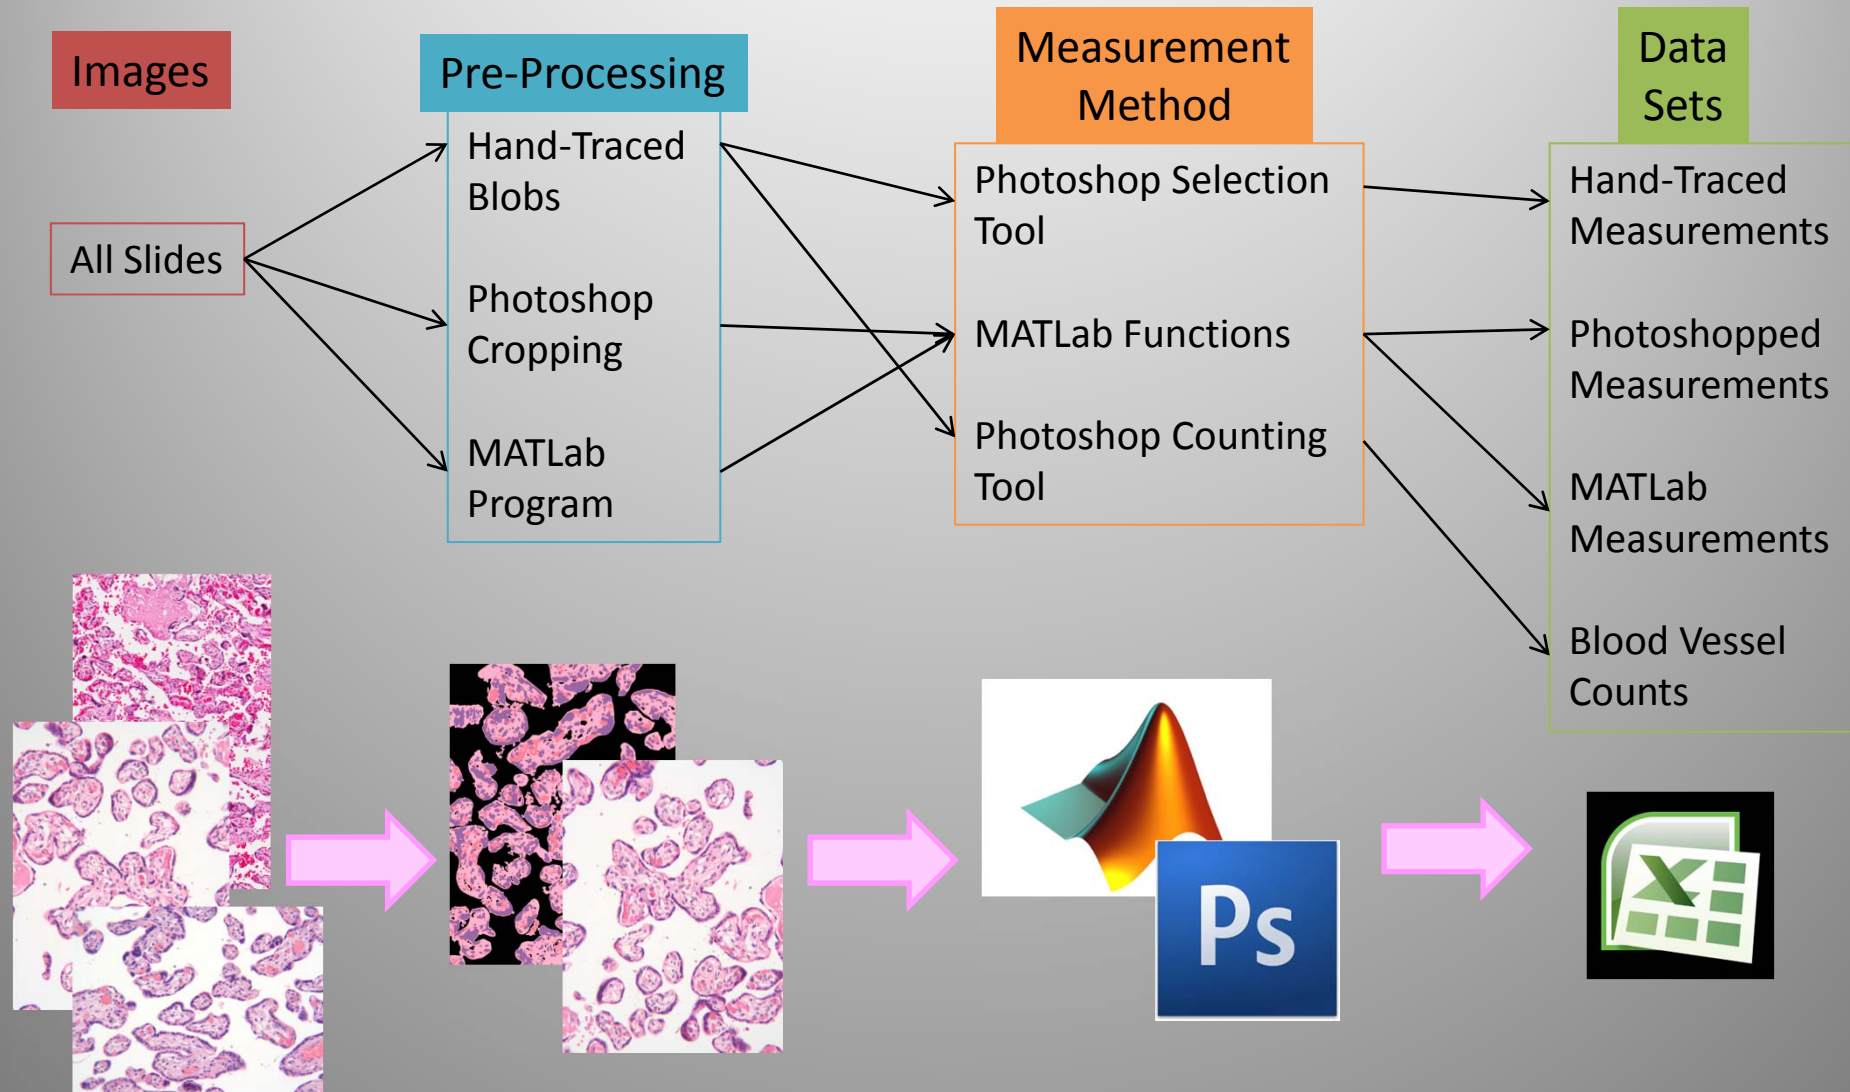 Images
Pre-Processing
Measurement
Method
Data
Sets
All Slides
Hand-Traced
Blobs
Photoshop
Cropping
MATLab
Program
Photoshop Selection
Tool
MATLab Functions
Photoshop Counting
Tool
Hand-Traced
Measurements
Photoshopped
Measurements
MATLab
Measurements
Blood Vessel
Counts
Ps
X